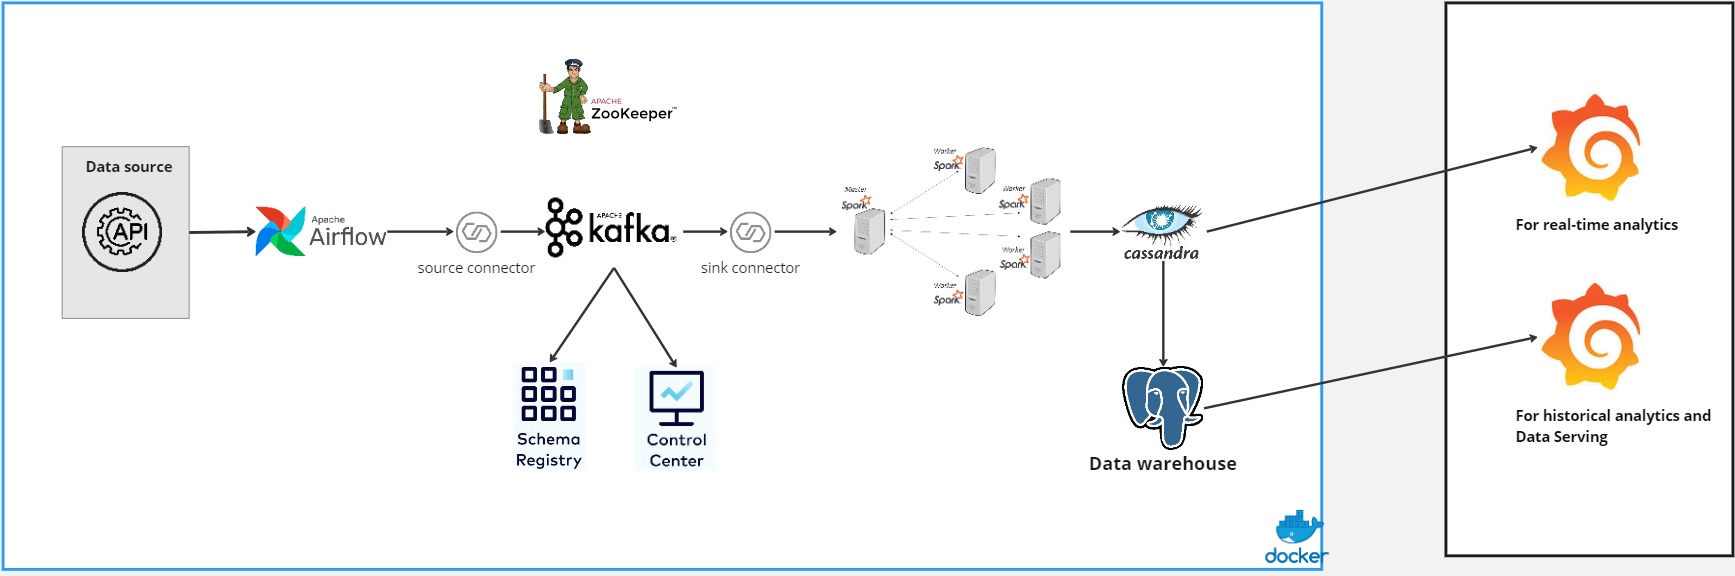 APACHE
ZooKeeper™
Data source
API
Apache
Airflow
source connector
APACHE
kafka®
sink connector
Schema
Registry
Control
Center
Master
Spark
Worker
Spark
Worker
Spark
Worker
Spark
Worker
Spark
cassandra
Data warehouse
docker
For real-time analytics
For historical analytics and
Data Serving